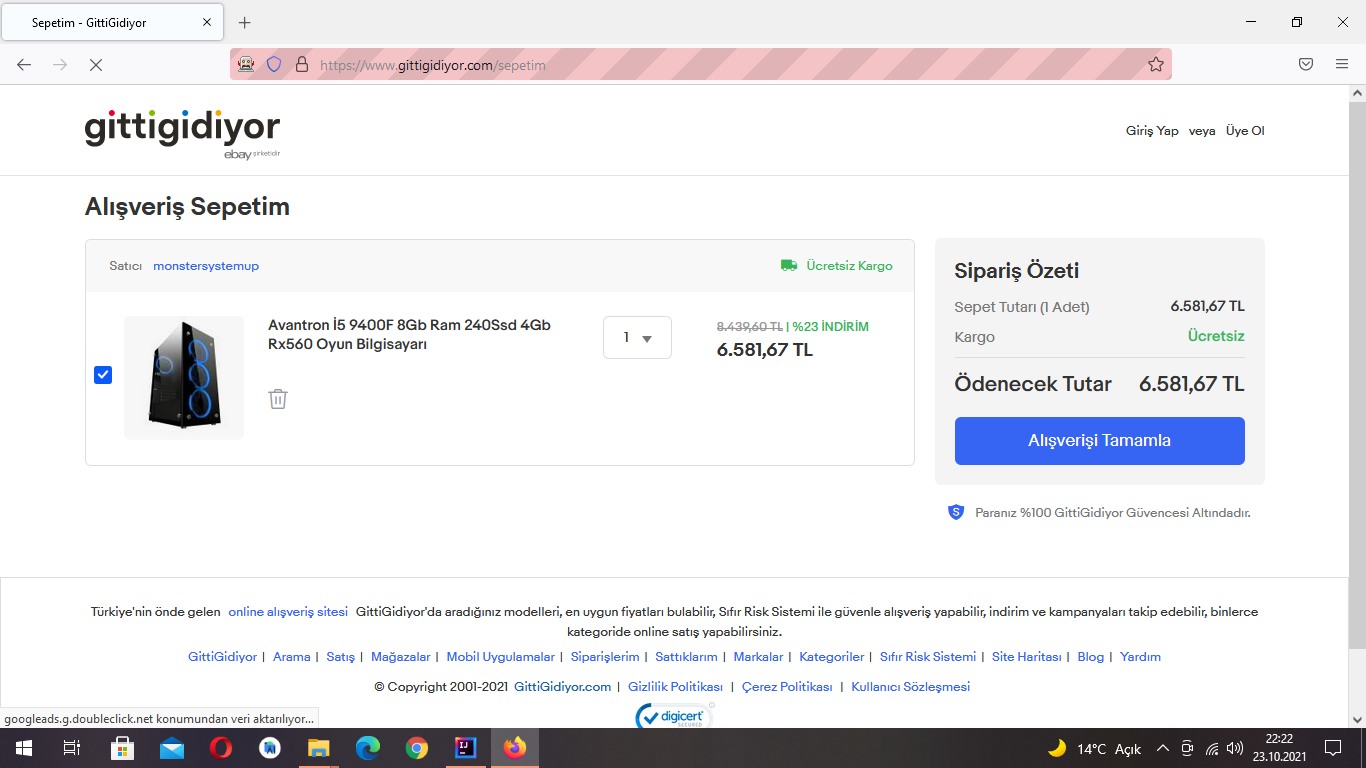 Sepetim - GittiGidiyor
https://www.gittigidiyor.com/sepetim
gittigidiyor
ebay şirketidir
Giriş Yap veya Üye Ol
Alışveriş Sepetim
Satıcı monstersystemup
Ücretsiz Kargo
Avantron İ5 9400F 8Gb Ram 240Ssd 4Gb
Rx560 Oyun Bilgisayarı
1
8.439,60 TL | %23 İNDİRİM
6.581,67 TL
Sipariş Özeti
Sepet Tutarı (1 Adet) 6.581,67 TL
Kargo Ücretsiz
Ödenecek Tutar 6.581,67 TL
Alışverişi Tamamla
Paranız %100 GittiGidiyor Güvencesi Altındadır.
Türkiye'nin önde gelen online alışveriş sitesi GittiGidiyor'da aradığınız modelleri, en uygun fiyatları bulabilir, Sıfır Risk Sistemi ile güvenle alışveriş yapabilir, indirim ve kampanyaları takip edebilir, binlerce
kategoride online satış yapabilirsiniz.
GittiGidiyor | Arama | Satış | Mağazalar | Mobil Uygulamalar | Siparişlerim | Sattıklarım | Markalar | Kategoriler | Sıfır Risk Sistemi | Site Haritası | Blog | Yardım
© Copyright 2001-2021 GittiGidiyor.com | Gizlilik Politikası | Çerez Politikası | Kullanıcı Sözleşmesi
digicert
SECURED
googleads.g.doubleclick.net konumundan veri aktarılıyor...
14°C Açık
22:22
23.10.2021